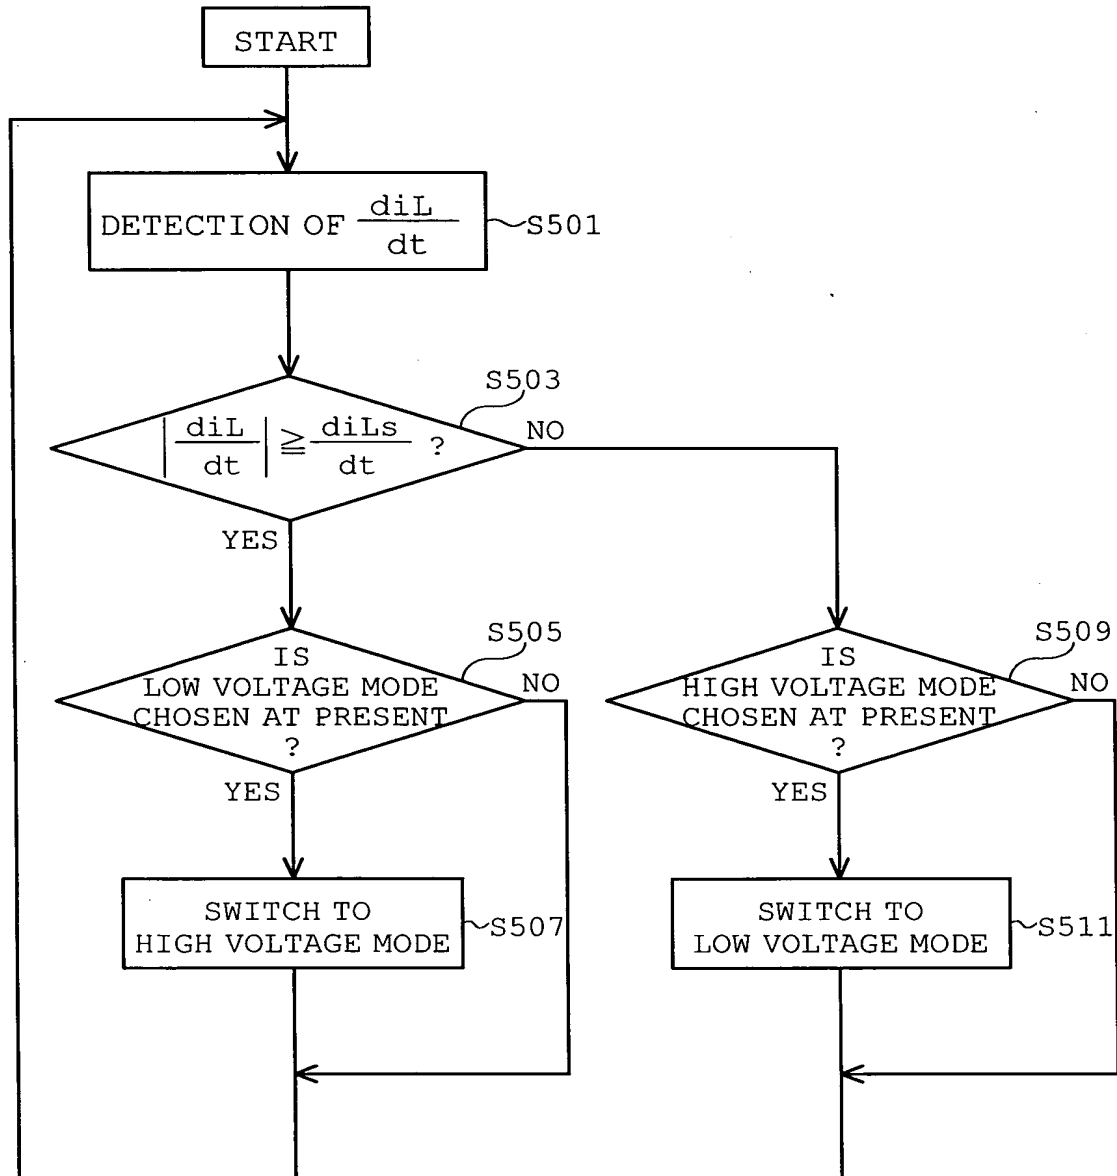 START
DETECTION OF diL/dt
S501
S503
|diL/dt| ≧ diLs/dt ?
NO
YES
S505
IS
LOW VOLTAGE MODE
CHOSEN AT PRESENT
?
NO
YES
S509
IS
HIGH VOLTAGE MODE
CHOSEN AT PRESENT
?
NO
YES
SWITCH TO
HIGH VOLTAGE MODE
S507
SWITCH TO
LOW VOLTAGE MODE
S511